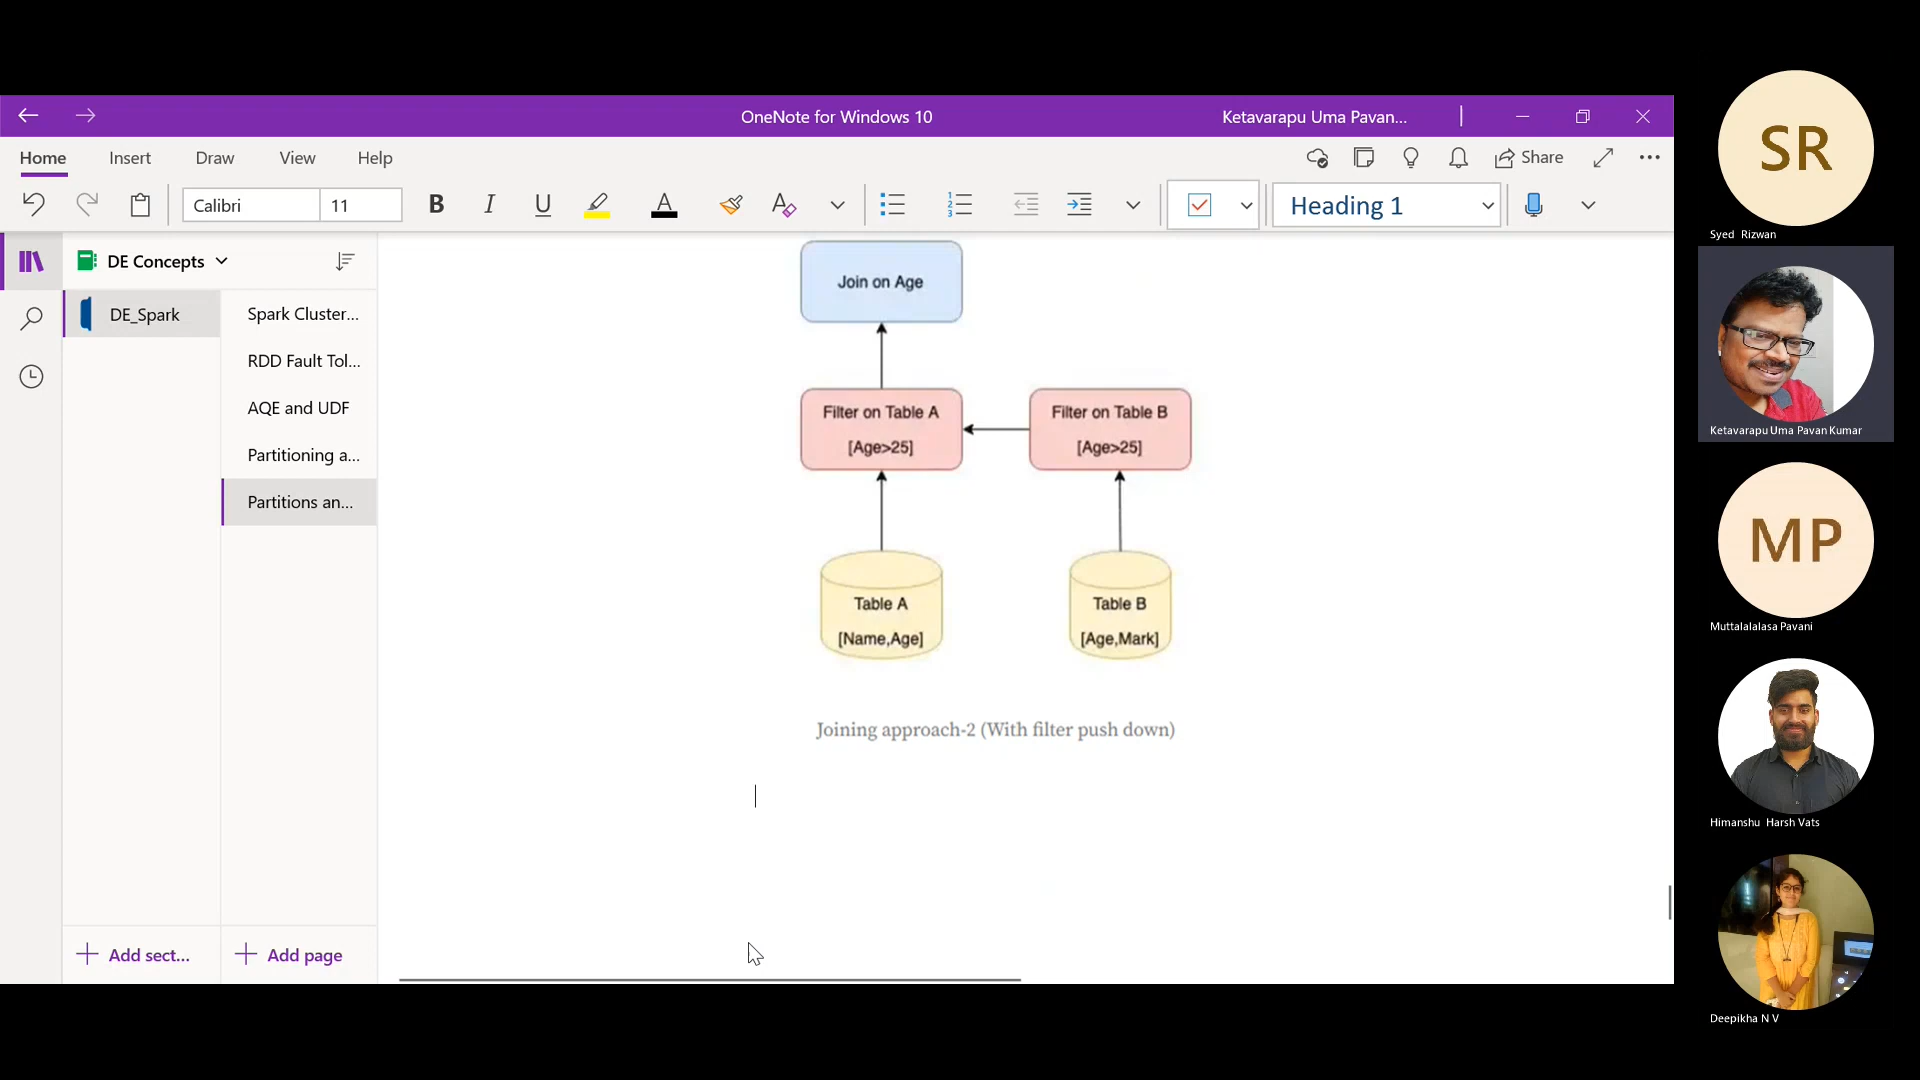 OneNote for Windows 10
Ketavarapu Uma Pavan...
Home
Insert
Draw
View
Help
Share
Calibri
11
B
I
U
A
A
Heading 1
DE Concepts
DE_Spark
Spark Cluster...
RDD Fault Tol...
AQE and UDF
Partitioning a...
Partitions an...
Add sect...
Add page
Join on Age
Filter on Table A
[Age>25]
Filter on Table B
[Age>25]
Table A
[Name,Age]
Table B
[Age,Mark]
Joining approach-2 (With filter push down)
SR
Syed Rizwan
Ketavarapu Uma Pavan Kumar
MP
Muttalalalasa Pavani
Himanshu Harsh Vats
Deepikha N V